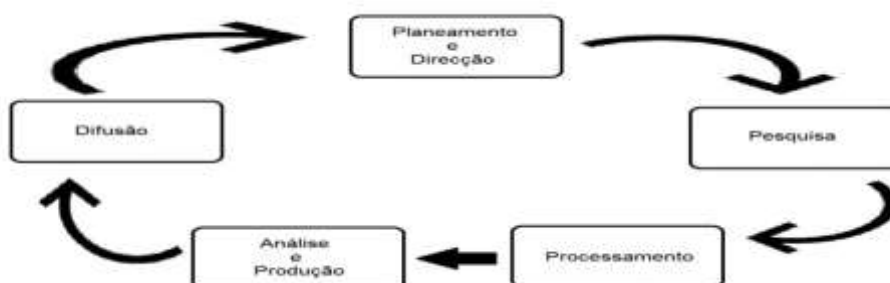 Planeamento
e
Direcção
Pesquisa
Processamento
Análise
e
Produção
Difusão